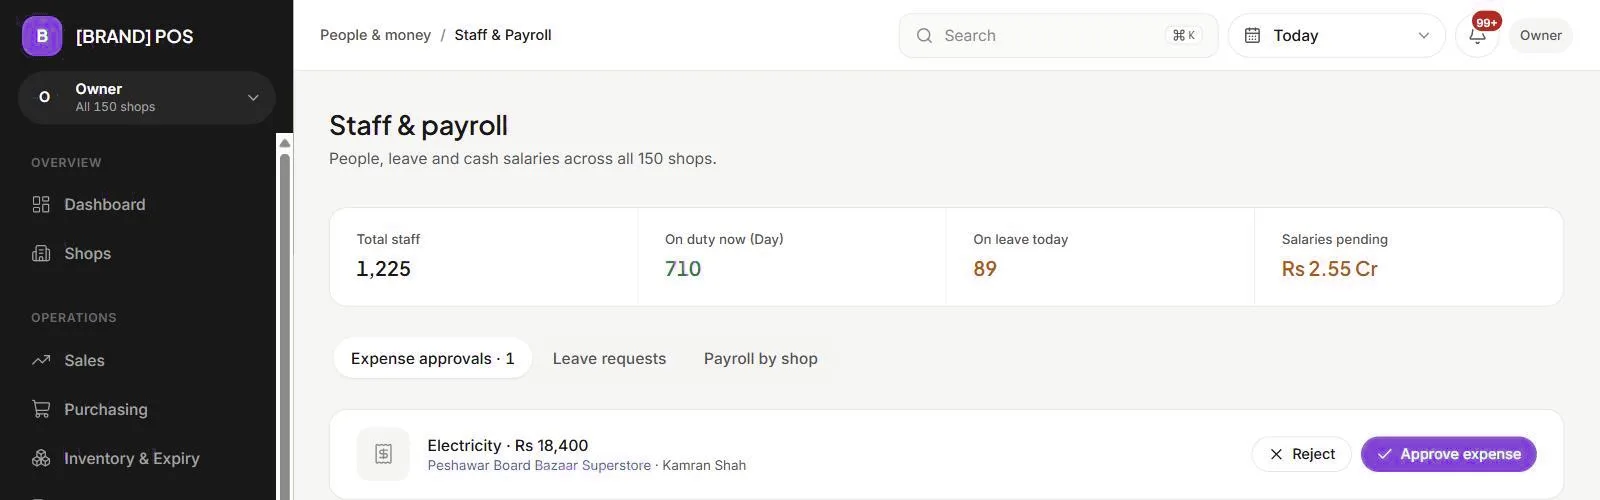 B [BRAND] POS
O Owner
All 150 shops
OVERVIEW
Dashboard
Shops
OPERATIONS
Sales
Purchasing
Inventory & Expiry
People & money / Staff & Payroll
Search ⌘ K
Today
99+
Owner
Staff & payroll
People, leave and cash salaries across all 150 shops.
Total staff
1,225
On duty now (Day)
710
On leave today
89
Salaries pending
Rs 2.55 Cr
Expense approvals · 1
Leave requests
Payroll by shop
Electricity · Rs 18,400
Peshawar Board Bazaar Superstore · Kamran Shah
Reject
Approve expense